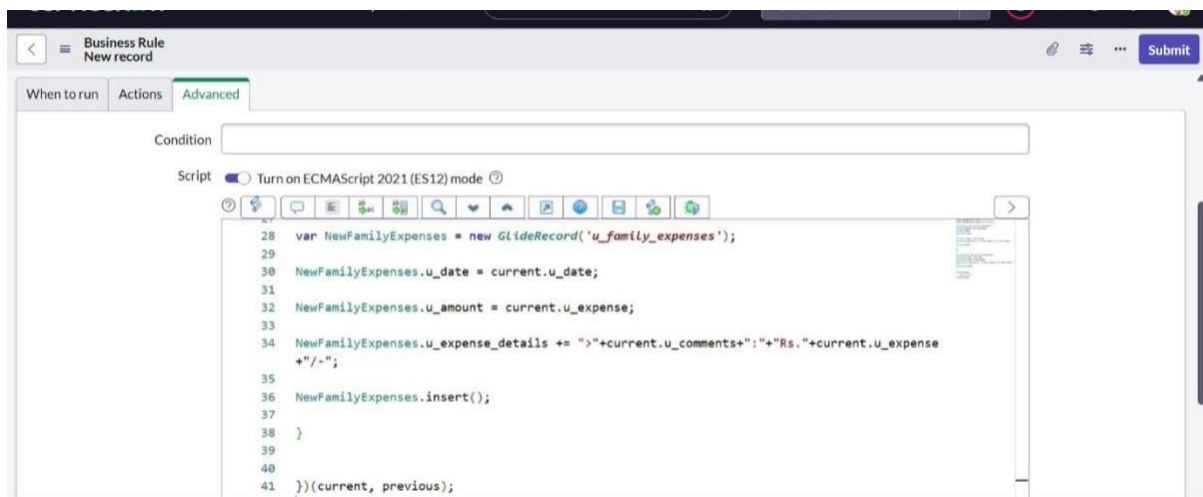 Business Rule
New record
Submit
When to run
Actions
Advanced
Condition
Script
Turn on ECMAScript 2021 (ES12) mode
28 var NewFamilyExpenses = new GlideRecord('u_family_expenses');
29
30 NewFamilyExpenses.u_date = current.u_date;
31
32 NewFamilyExpenses.u_amount = current.u_expense;
33
34 NewFamilyExpenses.u_expense_details += ">"+current.u_comments+":"+"Rs."+current.u_expense
+"/-";
35
36 NewFamilyExpenses.insert();
37
38 }
39
40
41 })(current, previous);